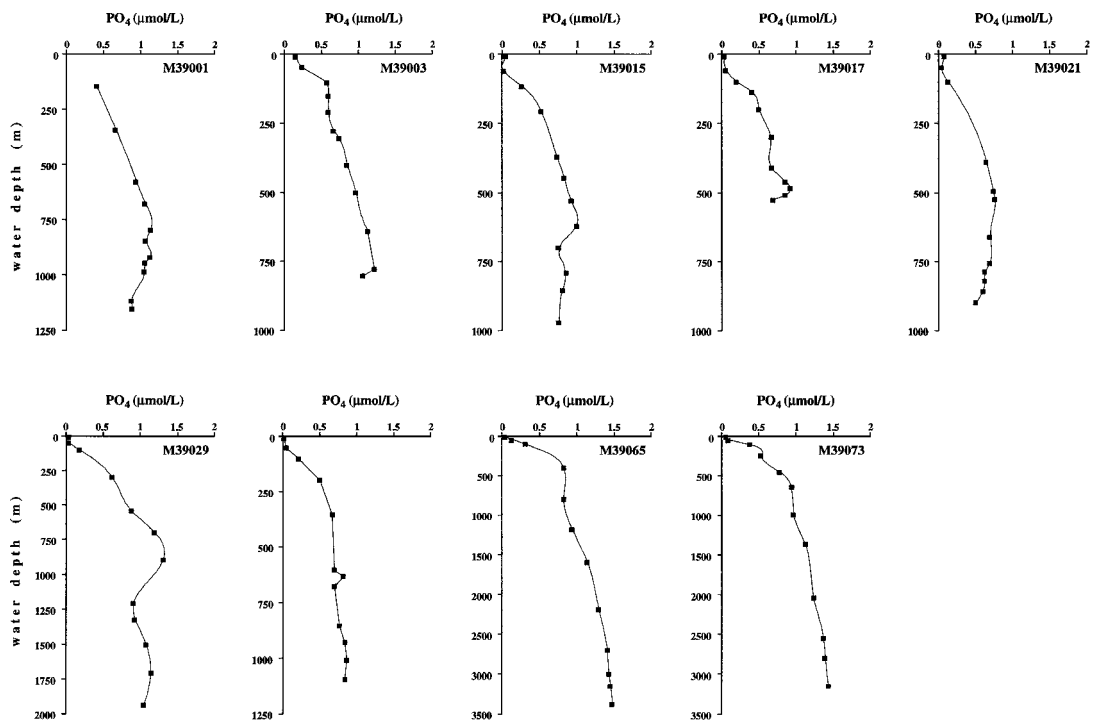 PO4 (µmol/L) PO4 (µmol/L) PO4 (µmol/L) PO4 (µmol/L) PO4 (µmol/L)
0 0.5 1 1.5 2 0 0.5 1 1.5 2 0 0.5 1 1.5 2 0 0.5 1 1.5 2 0 0.5 1 1.5 2
0 0 0 0 0
M39001 M39003 M39015 M39017 M39021
250 250 250 250 250
500 500 500 500 500
750 750 750 750 750
1000
1250 1000 1000 1000 1000
water depth (m)
PO4 (µmol/L) PO4 (µmol/L) PO4 (µmol/L) PO4 (µmol/L)
0 0.5 1 1.5 2 0 0.5 1 1.5 2 0 0.5 1 1.5 2 0 0.5 1 1.5 2
0 0 0 0
M39029 M39065 M39073
250 250 500 500
500
750 500 1000 1000
1000 1500 1500
1250 750 2000 2000
1500 1000 2500 2500
1750 3000 3000
2000 1250 3500 3500
water depth (m)